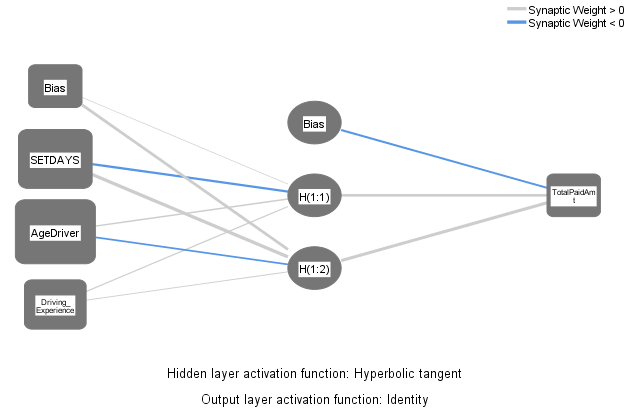 Synaptic Weight > 0
Synaptic Weight < 0
Bias
SETDAYS
AgeDriver
Driving_
Experience
Bias
H(1:1)
H(1:2)
TotalPaidAm
t
Hidden layer activation function: Hyperbolic tangent
Output layer activation function: Identity